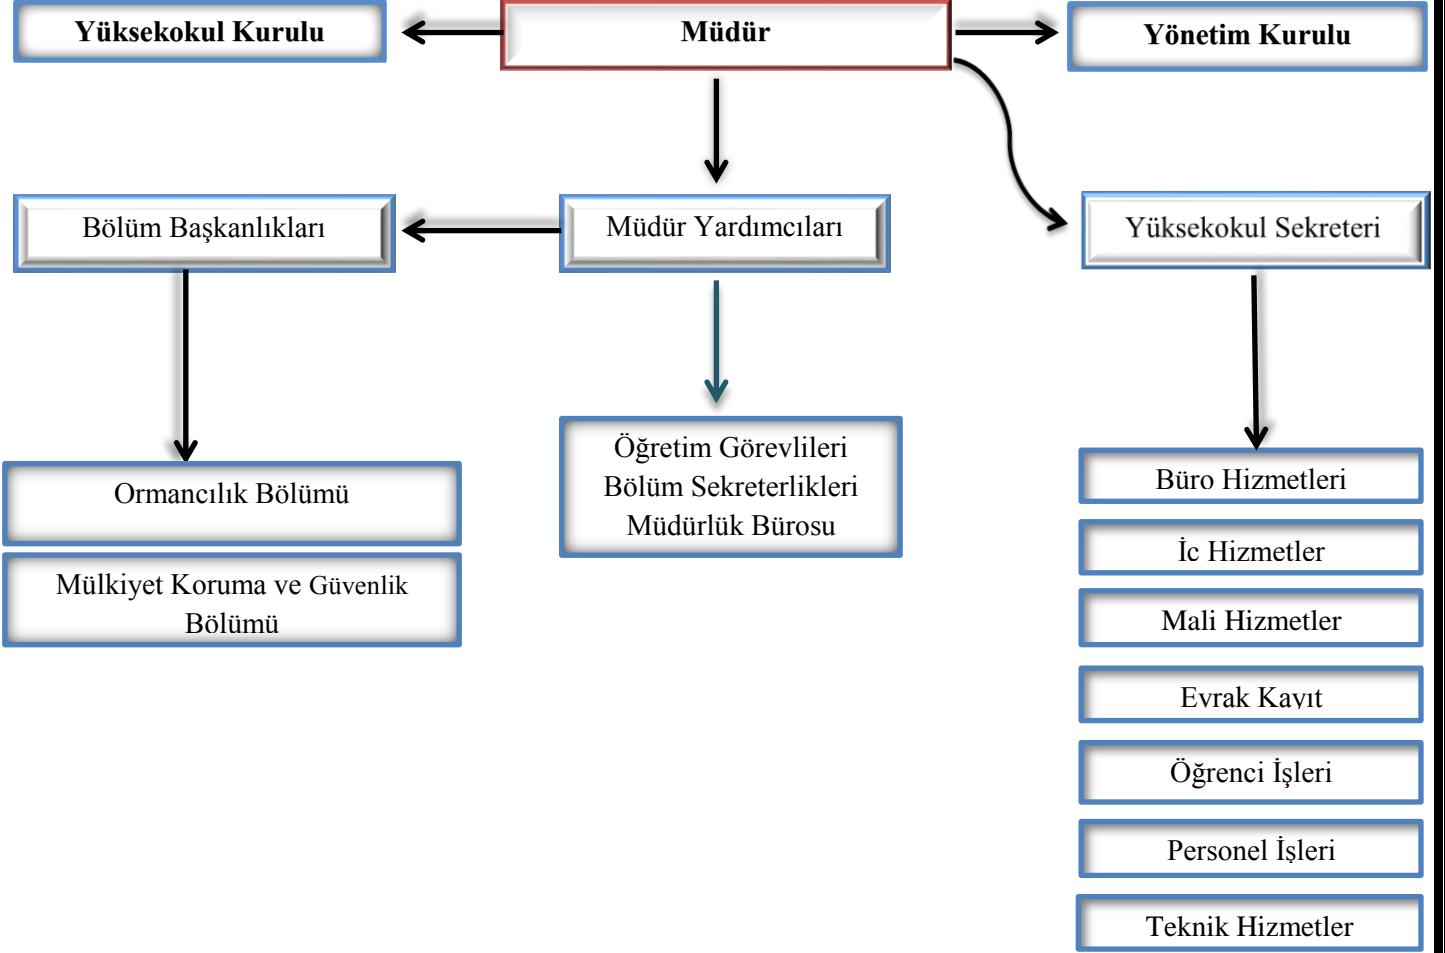 Yüksekokul Kurulu
Müdür
Yönetim Kurulu
Bölüm Başkanlıkları
Müdür Yardımcıları
Yüksekokul Sekreteri
Ormancılık Bölümü
Mülkiyet Koruma ve Güvenlik
Bölümü
Öğretim Görevlileri
Bölüm Sekreterlikleri
Müdürlük Bürosu
Büro Hizmetleri
İc Hizmetler
Mali Hizmetler
Evrak Kayıt
Öğrenci İşleri
Personel İşleri
Teknik Hizmetler